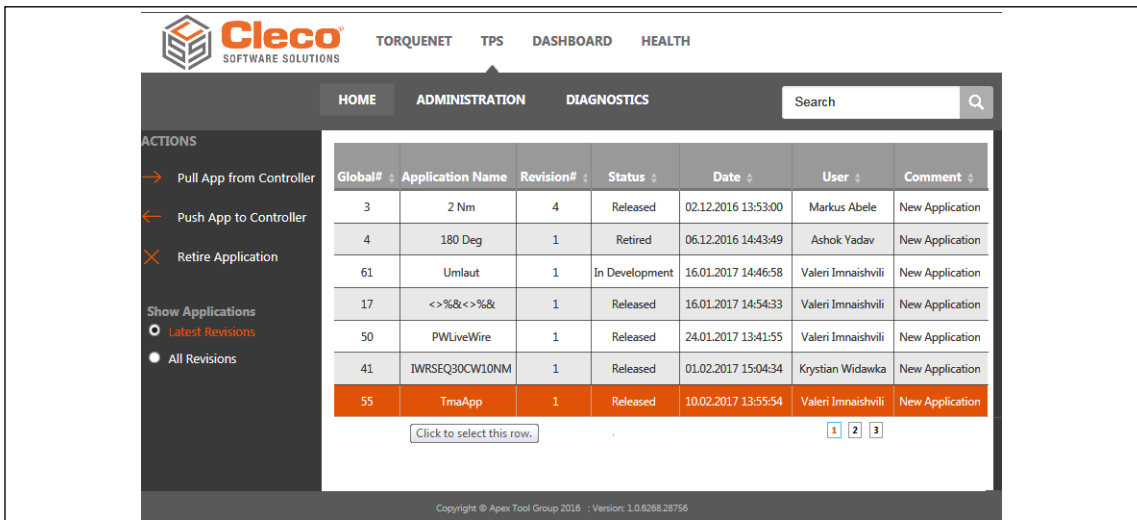 Cleco®
SOFTWARE SOLUTIONS
TORQUENET TPS DASHBOARD HEALTH
HOME ADMINISTRATION DIAGNOSTICS Search
ACTIONS
Pull App from Controller
Push App to Controller
Retire Application
Show Applications
Latest Revisions
All Revisions
Global# Application Name Revision# Status Date User Comment
3 2 Nm 4 Released 02.12.2016 13:53:00 Markus Abele New Application
4 180 Deg 1 Retired 06.12.2016 14:43:49 Ashok Yadav New Application
61 Umlaut 1 In Development 16.01.2017 14:46:58 Valeri Imnaishvili New Application
17 <>%&<>%& 1 Released 16.01.2017 14:54:33 Valeri Imnaishvili New Application
50 PWLiveWire 1 Released 24.01.2017 13:41:55 Valeri Imnaishvili New Application
41 IWRSEQ30CW10NM 1 Released 01.02.2017 15:04:34 Krystian Widawka New Application
55 TmaApp 1 Released 10.02.2017 13:55:54 Valeri Imnaishvili New Application
Click to select this row.
1 2 3
Copyright © Apex Tool Group 2016 ; Version: 1.0.6268.28756